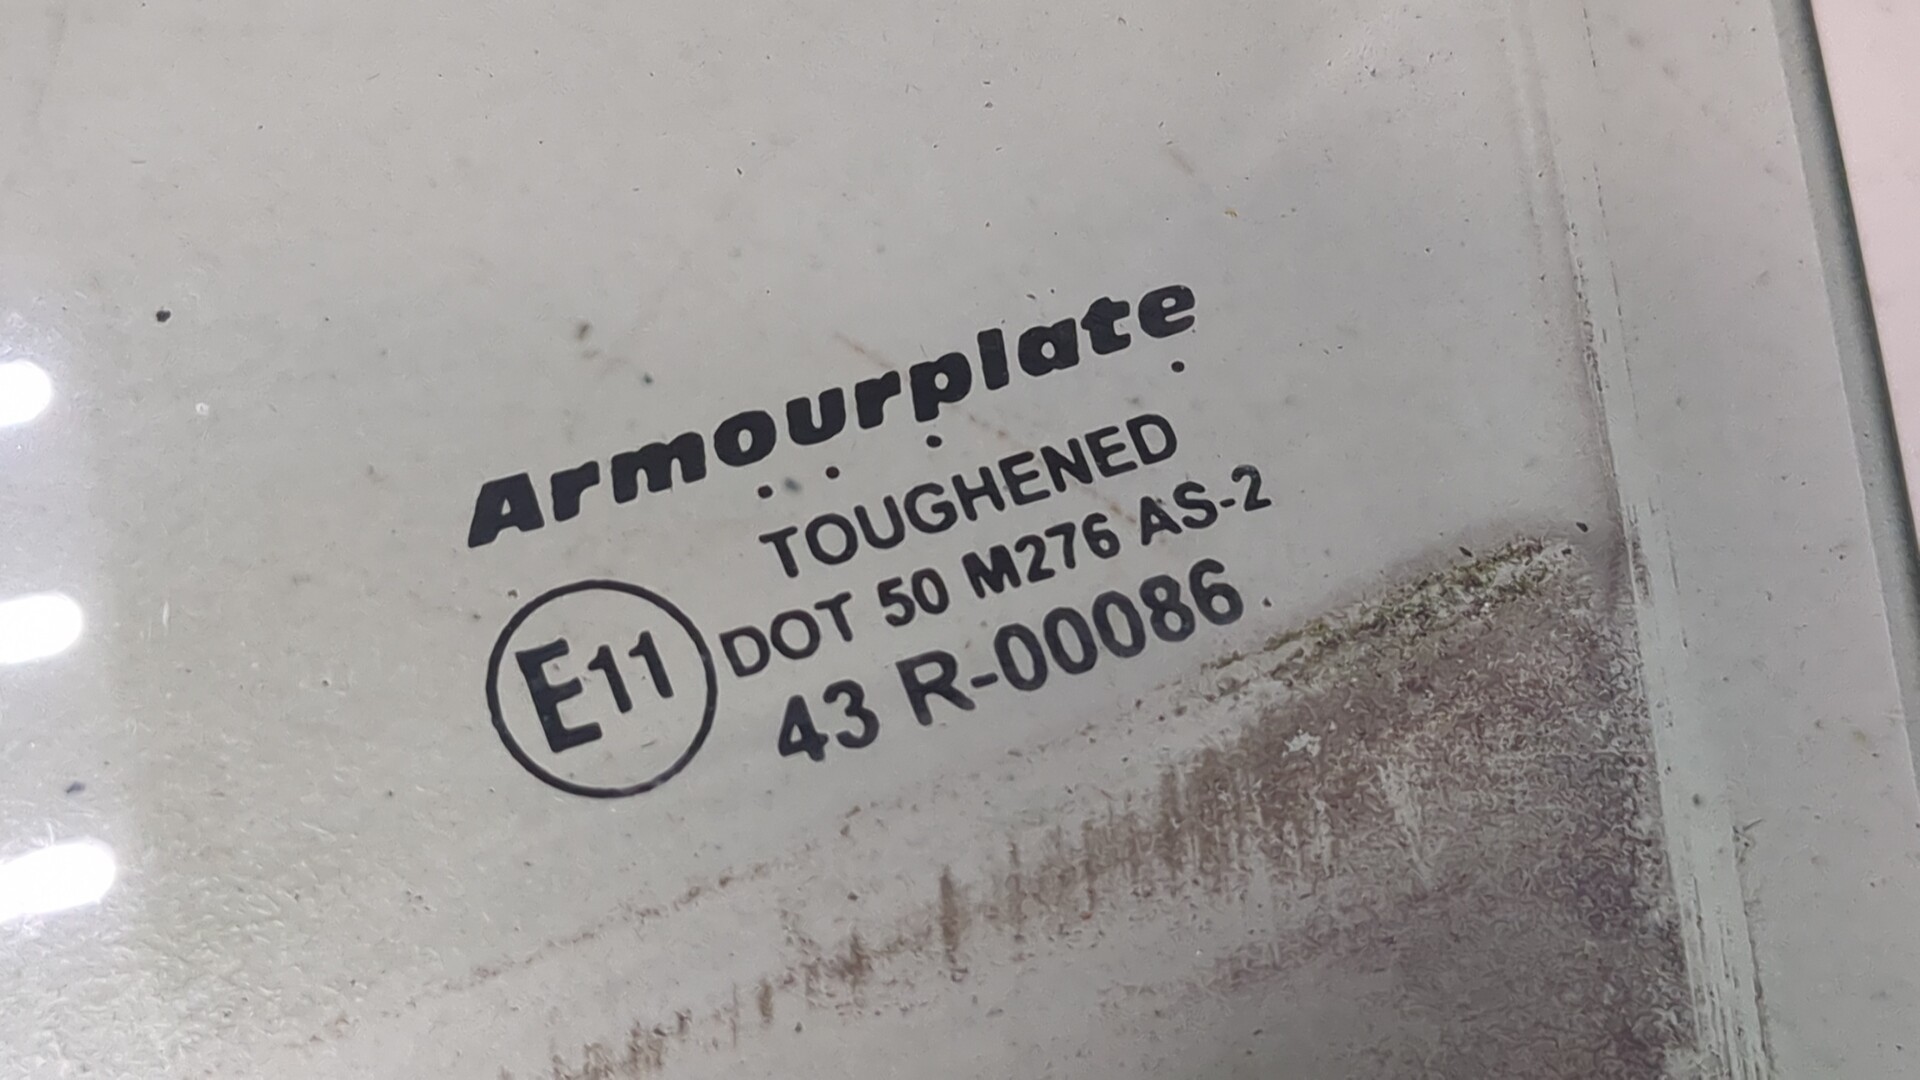 Armourplate
TOUGHENED
DOT 50 M276 AS-2
E11
43 R-00086